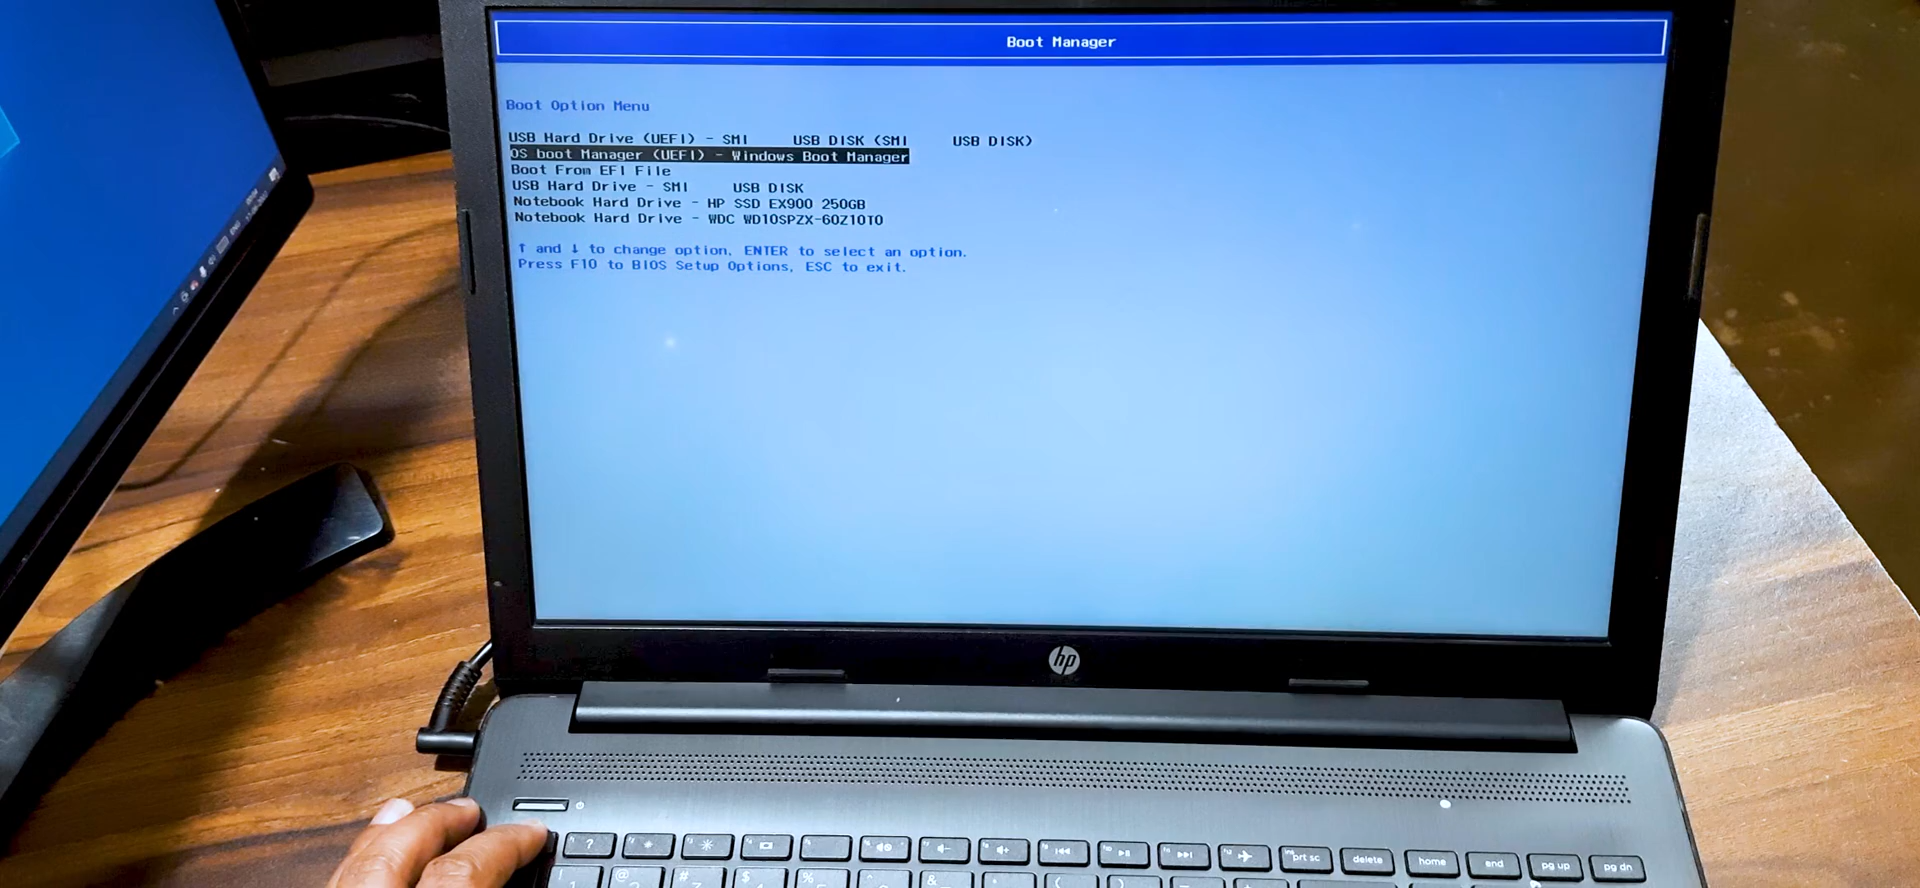 Boot Manager
Boot Option Menu
USB Hard Drive (UEFI) - SMI USB DISK (SMI USB DISK)
OS boot Manager (UEFI) - Windows Boot Manager
Boot From EFI File
USB Hard Drive - SMI USB DISK
Notebook Hard Drive - HP SSD EX900 250GB
Notebook Hard Drive - WDC WD10SPZX-60Z10T0
↑ and ↓ to change option, ENTER to select an option.
Press F10 to BIOS Setup Options, ESC to exit.
hp
prt sc
delete
home
end
pg up
pg dn
! @ # $ % ^ & * ( )